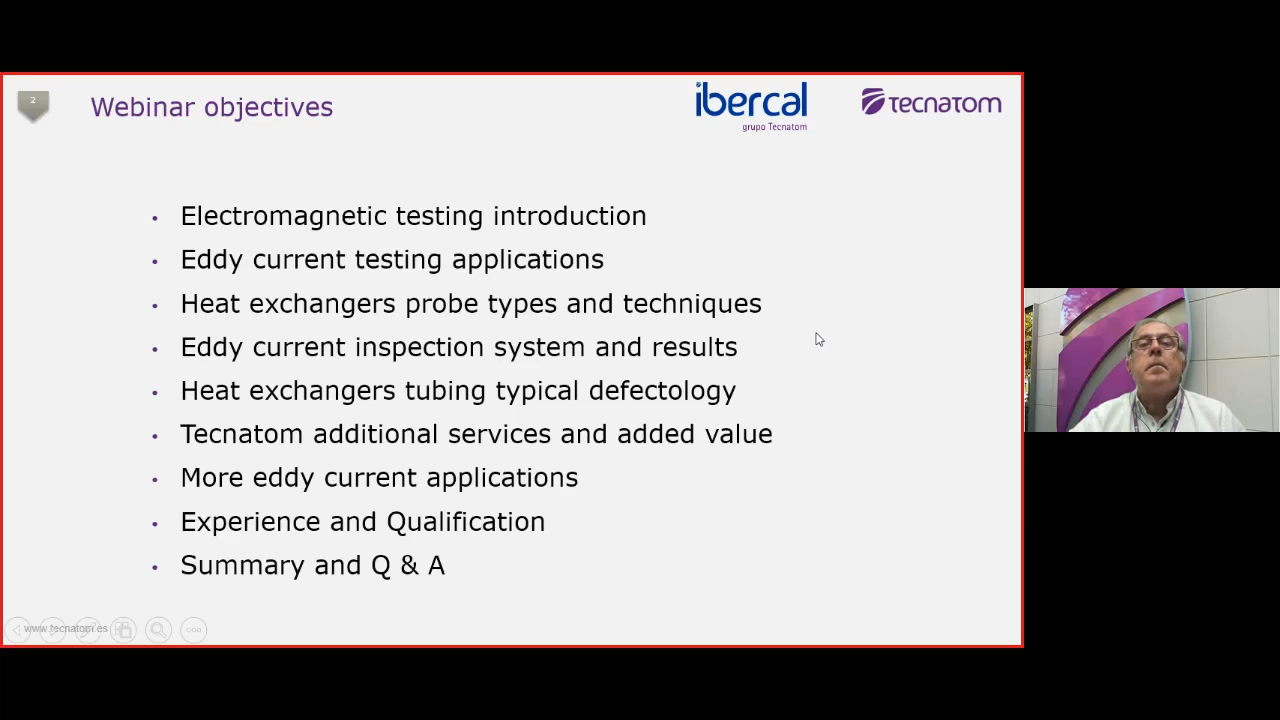 2
Webinar objectives
ibercal
grupo Tecnatom
tecnatom
• Electromagnetic testing introduction
• Eddy current testing applications
• Heat exchangers probe types and techniques
• Eddy current inspection system and results
• Heat exchangers tubing typical defectology
• Tecnatom additional services and added value
• More eddy current applications
• Experience and Qualification
• Summary and Q & A
www.tecnatom.es